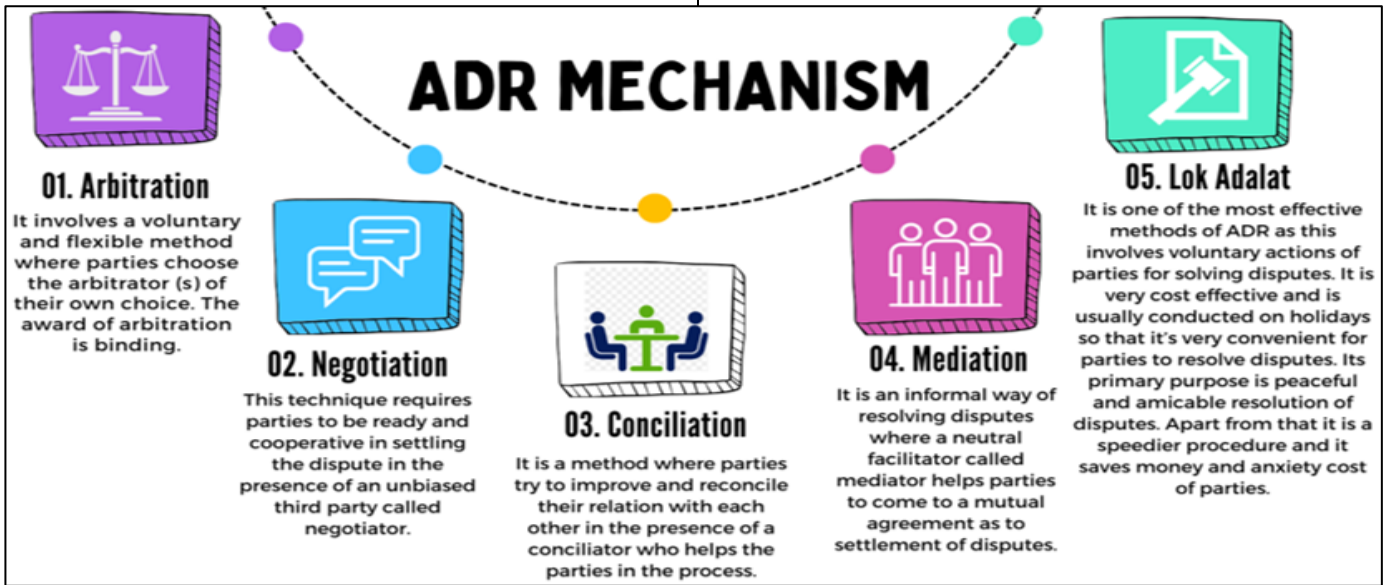 ADR MECHANISM
01. Arbitration
It involves a voluntary
and flexible method
where parties choose
the arbitrator (s) of
their own choice. The
award of arbitration
is binding.
02. Negotiation
This technique requires
parties to be ready and
cooperative in settling
the dispute in the
presence of an unbiased
third party called
negotiator.
03. Conciliation
It is a method where parties
try to improve and reconcile
their relation with each
other in the presence of a
conciliator who helps the
parties in the process.
04. Mediation
It is an informal way of
resolving disputes
where a neutral
facilitator called
mediator helps parties
to come to a mutual
agreement as to
settlement of disputes.
05. Lok Adalat
It is one of the most effective
methods of ADR as this
involves voluntary actions of
parties for solving disputes. It is
very cost effective and is
usually conducted on holidays
so that it's very convenient for
parties to resolve disputes. Its
primary purpose is peaceful
and amicable resolution of
disputes. Apart from that it is a
speedier procedure and it
saves money and anxiety cost
of parties.